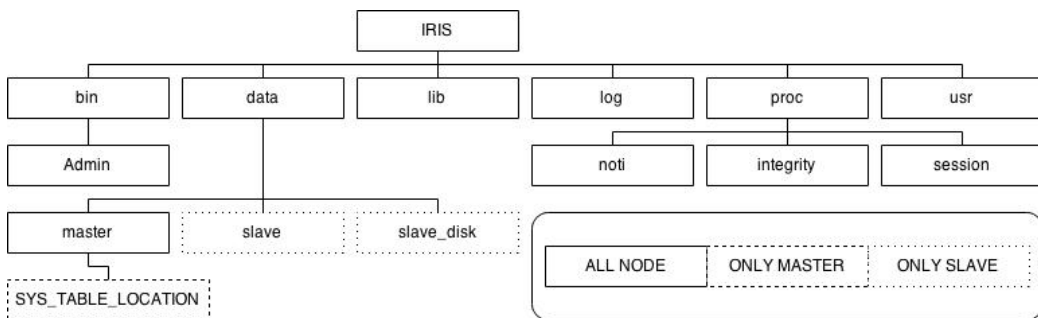 IRIS
bin data lib log proc usr
Admin noti integrity session
master slave slave_disk
ALL NODE ONLY MASTER ONLY SLAVE
SYS_TABLE_LOCATION